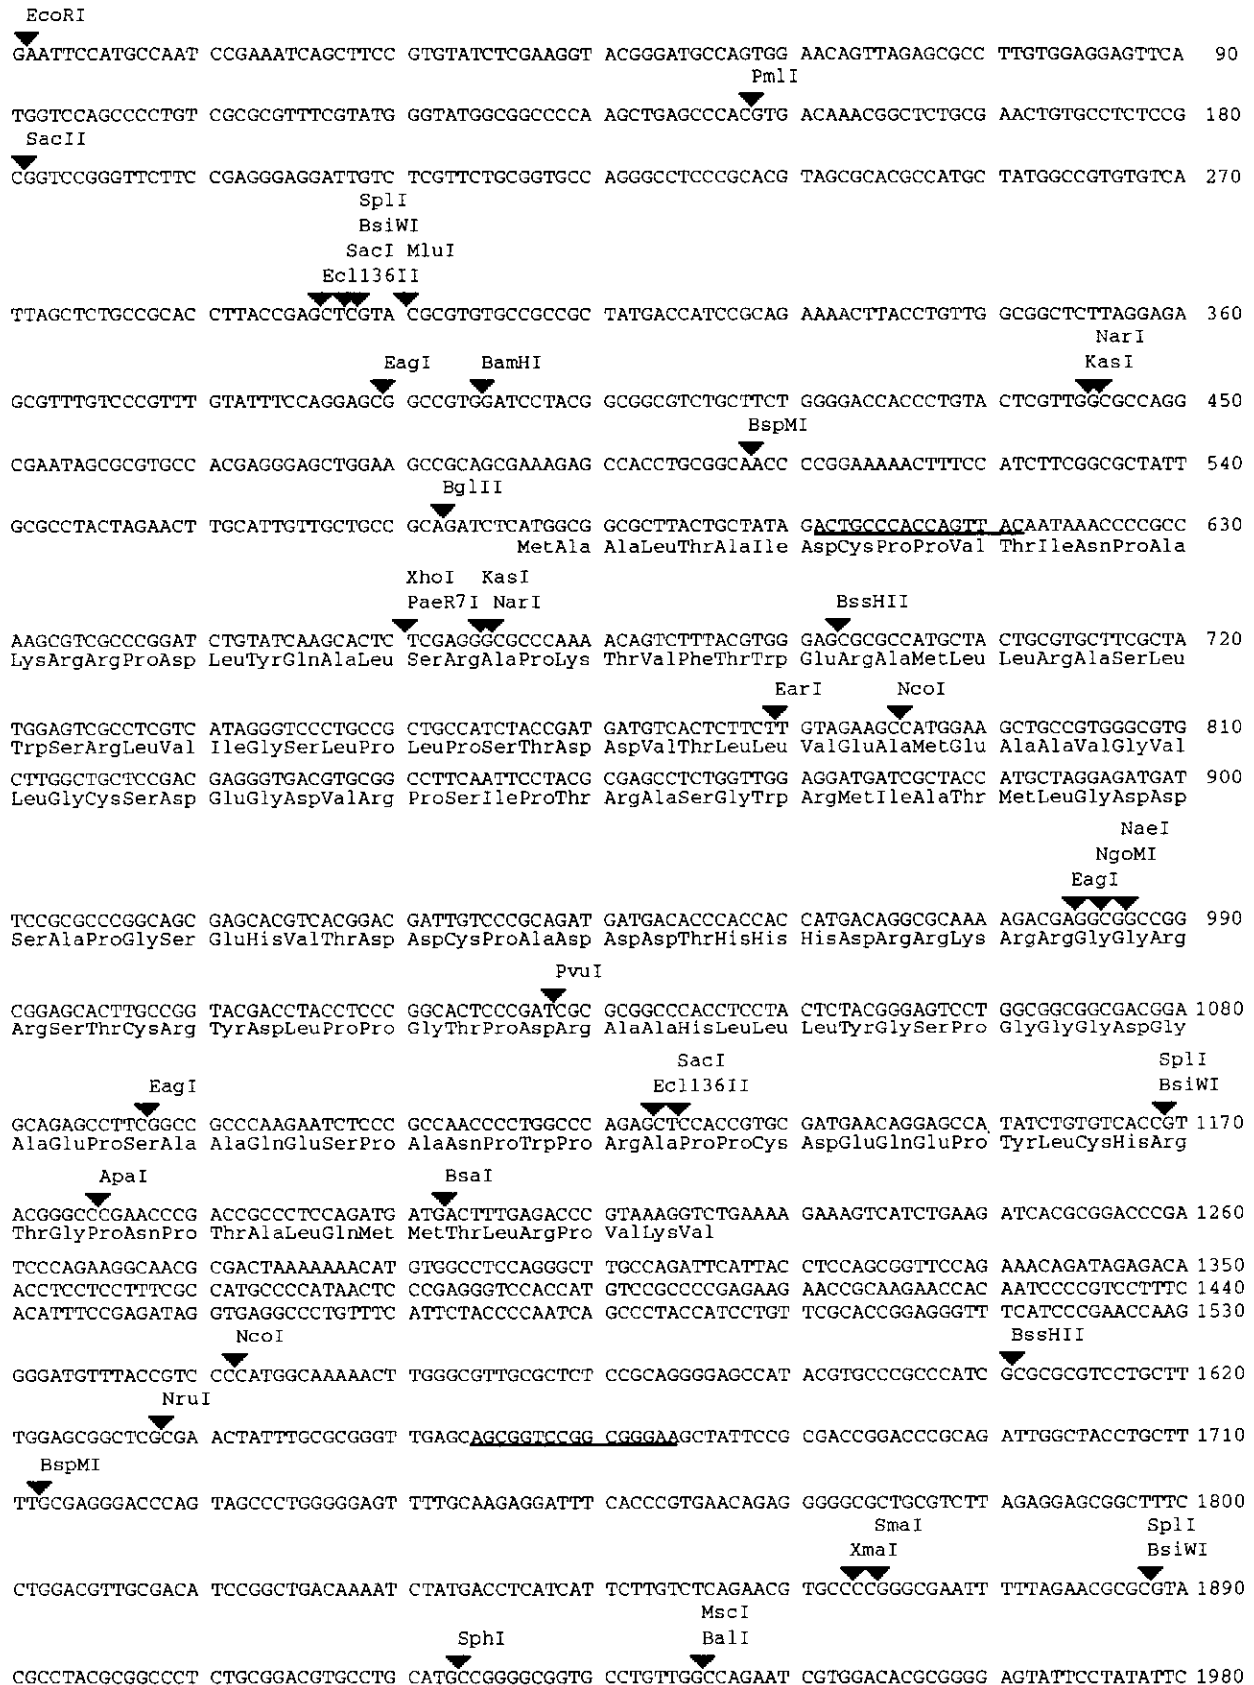 EcoRI
GAATTCCATGCCAAT CCGAAATCAGCTTCC GTGTATCTCGAAGGT ACGGGATGCCAGTGG AACAGTTAGAGCGCC TTGTGGAGGAGTTCA 90
PmlI
TGGTCCAGCCCCTGT CGCGCGTTTCGTATG GGTATGGCGGCCCCA AGCTGAGCCCACGTG ACAAACGGCTCTGCG AACTGTGCCTCTCCG 180
SacII
CGGTCCGGGTTCTTC CGAGGGAGGATTGTC TCGTTCTGCGGTGCC AGGGCCTCCCGCACG TAGCGCACGCCATGC TATGGCCGTGTGTCA 270
SplI
BsiWI
SacI MluI
Ecl136II
TTAGCTCTGCCGCAC CTTACCGAGCTCGTA CGCGTGTGCCGCCGC TATGACCATCCGCAG AAAACTTACCTGTTG GCGGCTCTTAGGAGA 360
NarI
EagI BamHI KasI
GCGTTTGTCCCGTTT GTATTTCCAGGAGCG GCCGTGGATCCTACG GCGGCGTCTGCTTCT GGGGACCACCCTGTA CTCGTTGGCGCCAGG 450
BspMI
CGAATAGCGCGTGCC ACGAGGGAGCTGGAA GCCGCAGCGAAAGAG CCACCTGCGGCAACC CCGGAAAAACTTTCC ATCTTCGGCGCTATT 540
BglII
GCGCCTACTAGAACT TGCATTGTTGCTGCC GCAGATCTCATGGCG GCGCTTACTGCTATA GACTGCCCACCAGTT ACAATAAACCCCGCC 630
MetAla AlaLeuThrAlaIle AspCysProProVal ThrIleAsnProAla
XhoI KasI
PaeR7I NarI BssHII
AAGCGTCGCCCGGAT CTGTATCAAGCACTC TCGAGGGCGCCCAAA ACAGTCTTTACGTGG GAGCGCGCCATGCTA CTGCGTGCTTCGCTA 720
LysArgArgProAsp LeuTyrGlnAlaLeu SerArgAlaProLys ThrValPheThrTrp GluArgAlaMetLeu LeuArgAlaSerLeu
EarI NcoI
TGGAGTCGCCTCGTC ATAGGGTCCCTGCCG CTGCCATCTACCGAT GATGTCACTCTTCTT GTAGAAGCCATGGAA GCTGCCGTGGGCGTG 810
TrpSerArgLeuVal IleGlySerLeuPro LeuProSerThrAsp AspValThrLeuLeu ValGluAlaMetGlu AlaAlaValGlyVal
CTTGGCTGCTCCGAC GAGGGTGACGTGCGG CCTTCAATTCCTACG CGAGCCTCTGGTTGG AGGATGATCGCTACC ATGCTAGGAGATGAT 900
LeuGlyCysSerAsp GluGlyAspValArg ProSerIleProThr ArgAlaSerGlyTrp ArgMetIleAlaThr MetLeuGlyAspAsp
NaeI
NgoMI
EagI
TCCGCGCCCGGCAGC GAGCACGTCACGGAC GATTGTCCCGCAGAT GATGACACCCACCAC CATGACAGGCGCAAA AGACGAGGCGGCCGG 990
SerAlaProGlySer GluHisValThrAsp AspCysProAlaAsp AspAspThrHisHis HisAspArgArgLys ArgArgGlyGlyArg
PvuI
CGGAGCACTTGCCGG TACGACCTACCTCCC GGCACTCCCGATCGC GCGGCCCACCTCCTA CTCTACGGGAGTCCT GGCGGCGGCGACGGA 1080
ArgSerThrCysArg TyrAspLeuProPro GlyThrProAspArg AlaAlaHisLeuLeu LeuTyrGlySerPro GlyGlyGlyAspGly
SacI SplI
EagI Ecl136II BsiWI
GCAGAGCCTTCGGCC GCCCAAGAATCTCCC GCCAACCCCTGGCCC AGAGCTCCACCGTGC GATGAACAGGAGCCA TATCTGTGTCACCGT 1170
AlaGluProSerAla AlaGlnGluSerPro AlaAsnProTrpPro ArgAlaProProCys AspGluGlnGluPro TyrLeuCysHisArg
ApaI BsaI
ACGGGCCCGAACCCG ACCGCCCTCCAGATG ATGACTTTGAGACCC GTAAAGGTCTGAAAA GAAAGTCATCTGAAG ATCACGCGGACCCGA 1260
ThrGlyProAsnPro ThrAlaLeuGlnMet MetThrLeuArgPro ValLysVal
TCCCAGAAGGCAACG CGACTAAAAAAACAT GTGGCCTCCAGGGCT TGCCAGATTCATTAC CTCCAGCGGTTCCAG AAACAGATAGAGACA 1350
ACCTCCTCCTTTCGC CATGCCCCATAACTC CCGAGGGTCCACCAT GTCCGCCCCGAGAAG AACCGCAAGAACCAC AATCCCCGTCCTTTC 1440
ACATTTCCGAGATAG GTGAGGCCCTGTTTC ATTCTACCCCAATCA GCCCTACCATCCTGT TCGCACCGGAGGGTT TCATCCCGAACCAAG 1530
NcoI BssHII
GGGATGTTTACCGTC CCCATGGCAAAAACT TGGGCGTTGCGCTCT CCGCAGGGGAGCCAT ACGTGCCCGCCCATC GCGCGCGTCCTGCTT 1620
NruI
TGGAGCGGCTCGCGA ACTATTTGCGCGGGT TGAGCAGCGGTCCGG CGGGAAGCTATTCCG CGACCGGACCCGCAG ATTGGCTACCTGCTT 1710
BspMI
TTGCGAGGGACCCAG TAGCCCTGGGGGAGT TTTGCAAGAGGATTT CACCCGTGAACAGAG GGGGCGCTGCGTCTT AGAGGAGCGGCTTTC 1800
SmaI SplI
XmaI BsiWI
CTGGACGTTGCGACA TCCGGCTGACAAAAT CTATGACCTCATCAT TCTTGTCTCAGAACG TGCCCCCGGGCGAATT TTTAGAACGCGCGTA 1890
MscI
SphI BalI
CGCCTACGCGGCCCT CTGCGGACGTGCCTG CATGCCGGGGCGGTG CCTGTTGGCCAGAAT CGTGGACACGCGGGG AGTATTCCTATATTC 1980